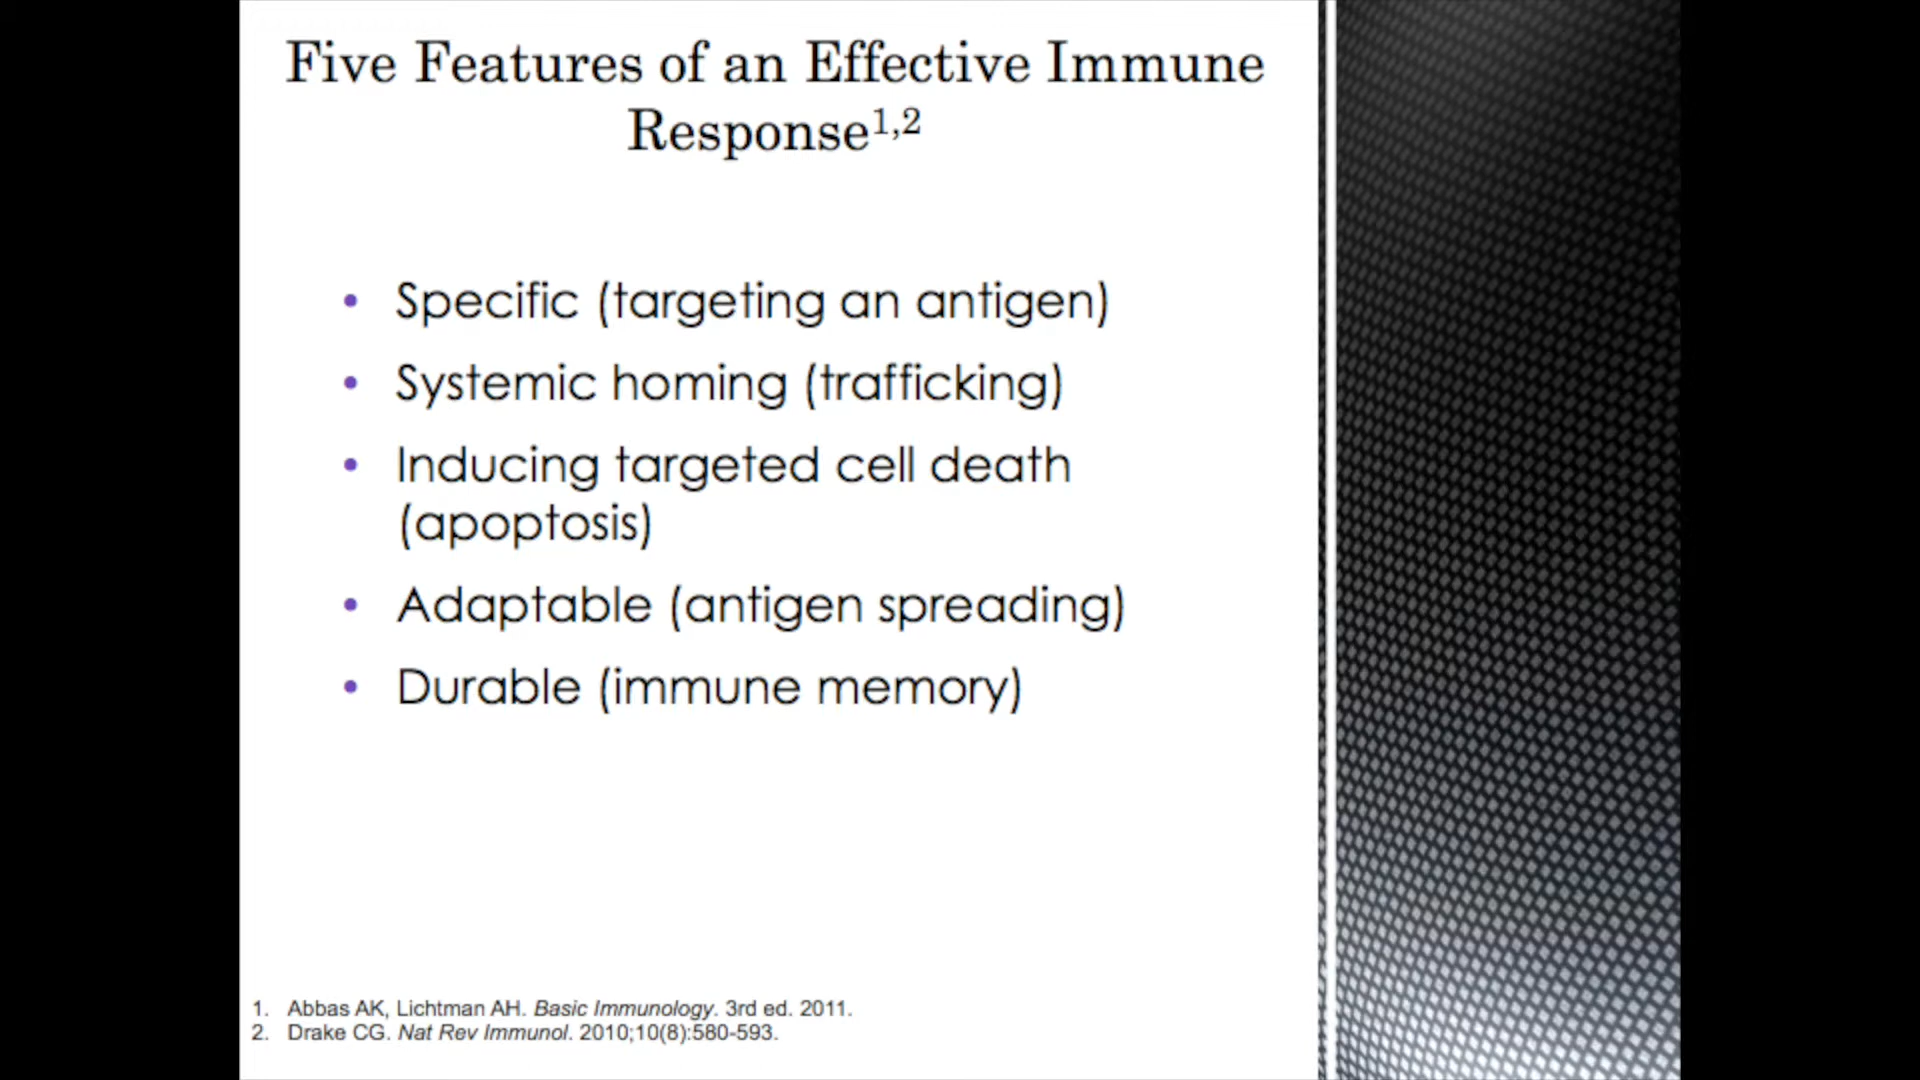 Five Features of an Effective Immune
Response1,2
• Specific (targeting an antigen)
• Systemic homing (trafficking)
• Inducing targeted cell death
(apoptosis)
• Adaptable (antigen spreading)
• Durable (immune memory)
1. Abbas AK, Lichtman AH. Basic Immunology. 3rd ed. 2011.
2. Drake CG. Nat Rev Immunol. 2010;10(8):580-593.